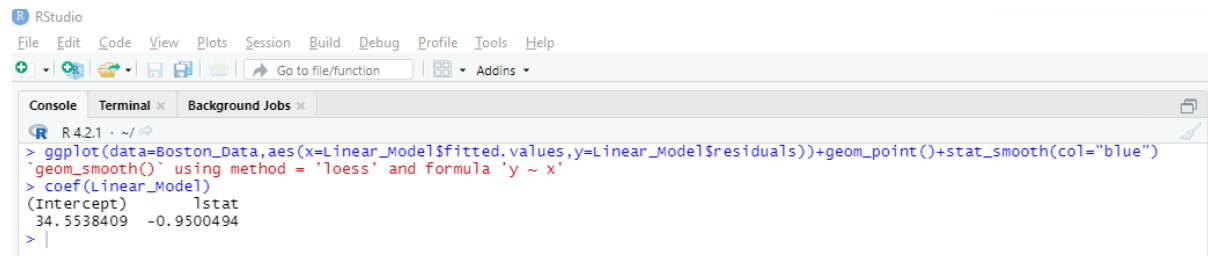 RStudio
File Edit Code View Plots Session Build Debug Profile Tools Help
Go to file/function Addins
Console Terminal Background Jobs
R 4.2.1 · ~/
> ggplot(data=Boston_Data,aes(x=Linear_Model$fitted.values,y=Linear_Model$residuals))+geom_point()+stat_smooth(col="blue")
`geom_smooth()` using method = 'loess' and formula 'y ~ x'
> coef(Linear_Model)
(Intercept)       lstat
 34.5538409  -0.9500494
>